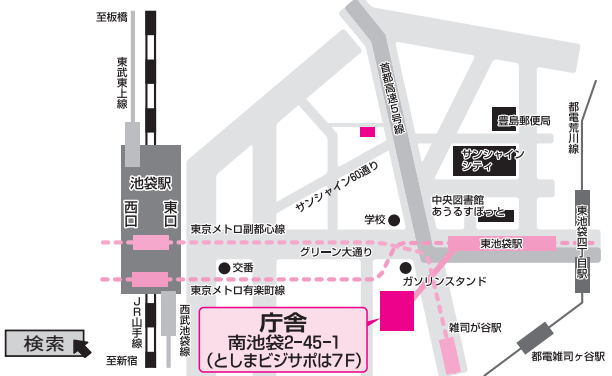 至板橋
東武東上線
池袋駅
西口
東口
東京メトロ副都心線
グリーン大通り
東京メトロ有楽町線
交番
JR山手線
西武池袋線
至新宿
検索
首都高速5号線
サンシャイン60通り
豊島郵便局
サンシャイン
シティ
中央図書館
あうるすぽっと
学校
東池袋駅
ガソリンスタンド
都電荒川線
東池袋四丁目駅
雑司が谷駅
都電雑司ヶ谷駅
庁舎
南池袋2-45-1
(としまビジサポは7F)